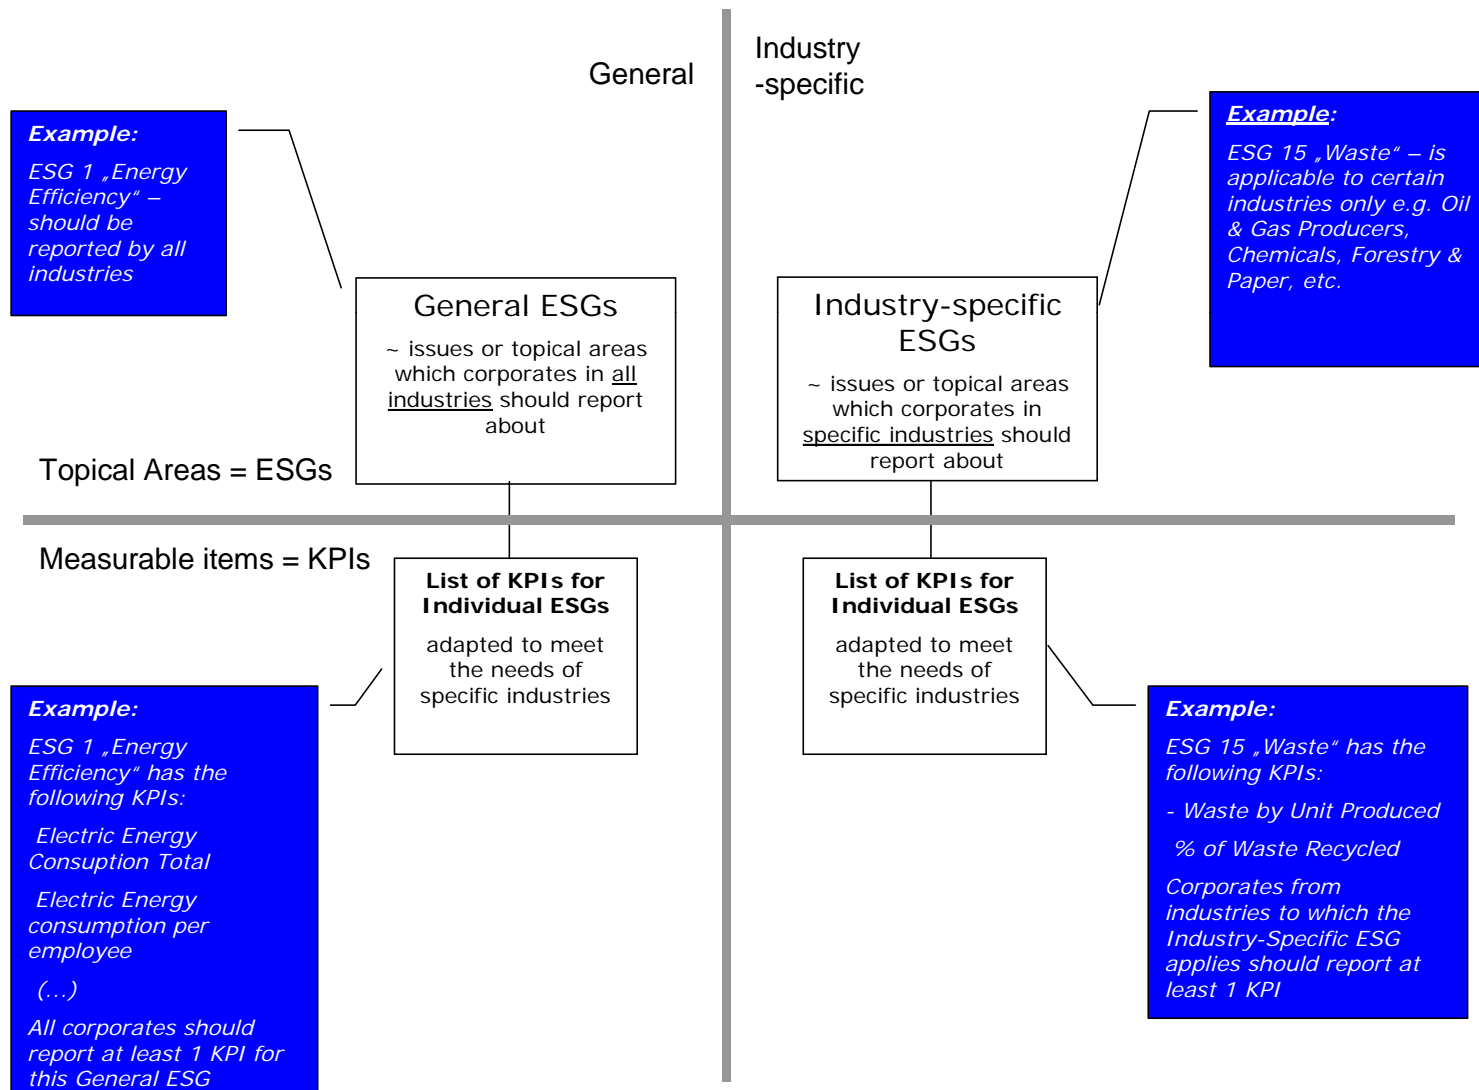 General
Industry
-specific
Example:
ESG 1 „Energy
Efficiency“ –
should be
reported by all
industries
Example:
ESG 15 „Waste“ – is
applicable to certain
industries only e.g. Oil
& Gas Producers,
Chemicals, Forestry &
Paper, etc.
General ESGs
~ issues or topical areas
which corporates in all
industries should report
about
Industry-specific
ESGs
~ issues or topical areas
which corporates in
specific industries should
report about
Topical Areas = ESGs
Measurable items = KPIs
List of KPIs for
Individual ESGs
adapted to meet
the needs of
specific industries
List of KPIs for
Individual ESGs
adapted to meet
the needs of
specific industries
Example:
ESG 1 „Energy
Efficiency“ has the
following KPIs:
Electric Energy
Consuption Total
Electric Energy
consumption per
employee
(...)
All corporates should
report at least 1 KPI for
this General ESG
Example:
ESG 15 „Waste“ has the
following KPIs:
- Waste by Unit Produced
% of Waste Recycled
Corporates from
industries to which the
Industry-Specific ESG
applies should report at
least 1 KPI